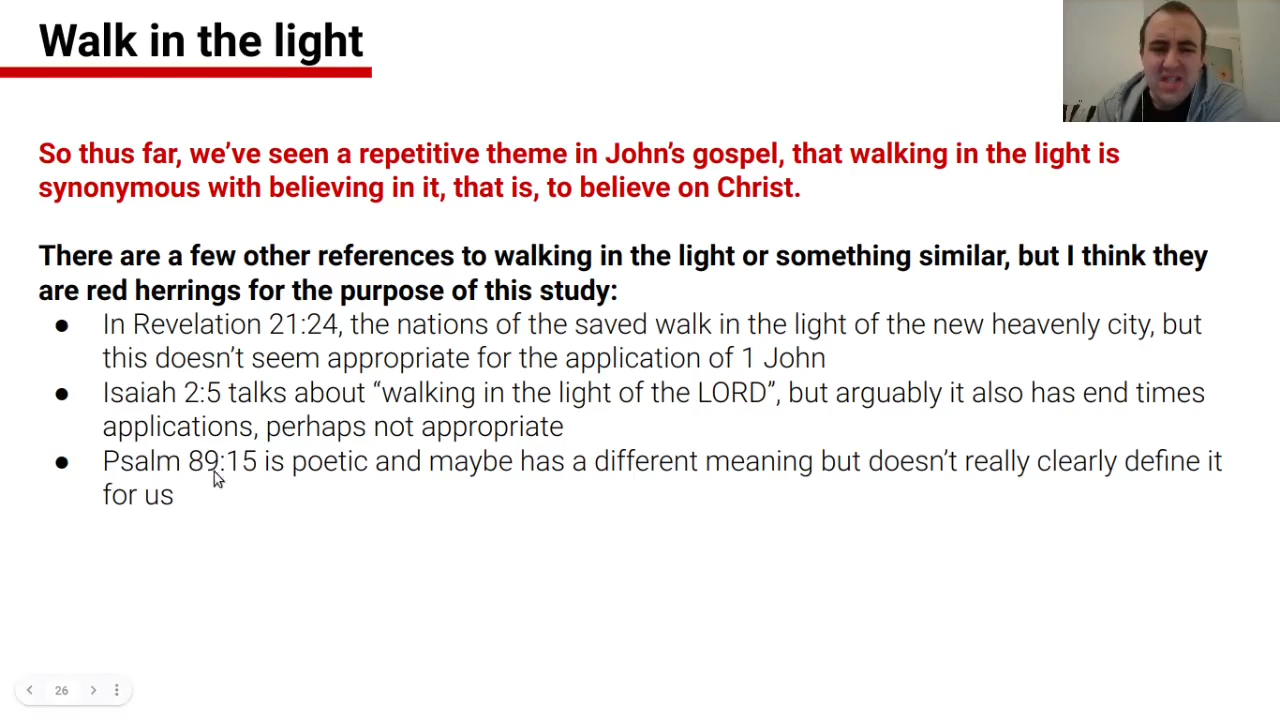 Walk in the light
So thus far, we've seen a repetitive theme in John's gospel, that walking in the light is
synonymous with believing in it, that is, to believe on Christ.
There are a few other references to walking in the light or something similar, but I think they
are red herrings for the purpose of this study:
● In Revelation 21:24, the nations of the saved walk in the light of the new heavenly city, but
this doesn't seem appropriate for the application of 1 John
● Isaiah 2:5 talks about “walking in the light of the LORD”, but arguably it also has end times
applications, perhaps not appropriate
● Psalm 89:15 is poetic and maybe has a different meaning but doesn't really clearly define it
for us
26